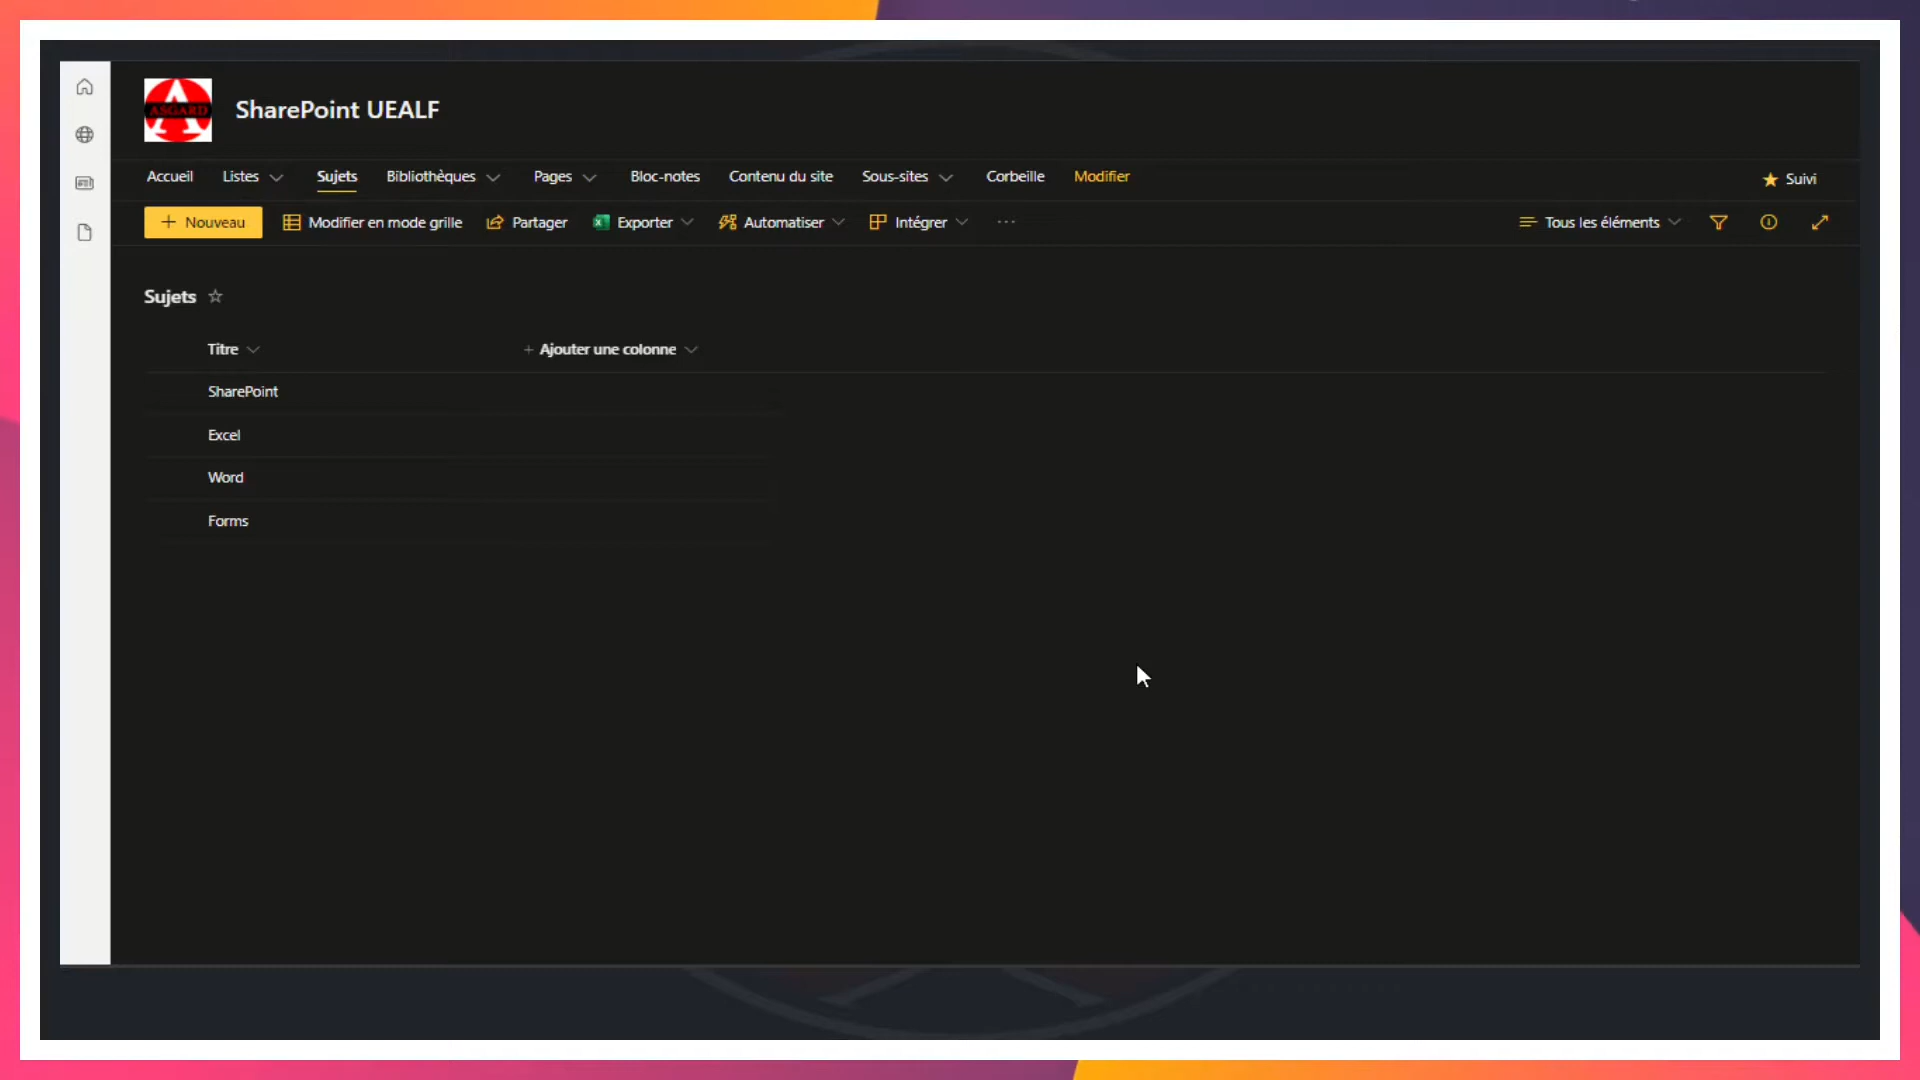 ASGARD
SharePoint UEALF
Accueil Listes Sujets Bibliothèques Pages Bloc-notes Contenu du site Sous-sites Corbeille Modifier Suivi
+ Nouveau Modifier en mode grille Partager Exporter Automatiser Intégrer ... Tous les éléments
Sujets
Titre + Ajouter une colonne
SharePoint
Excel
Word
Forms